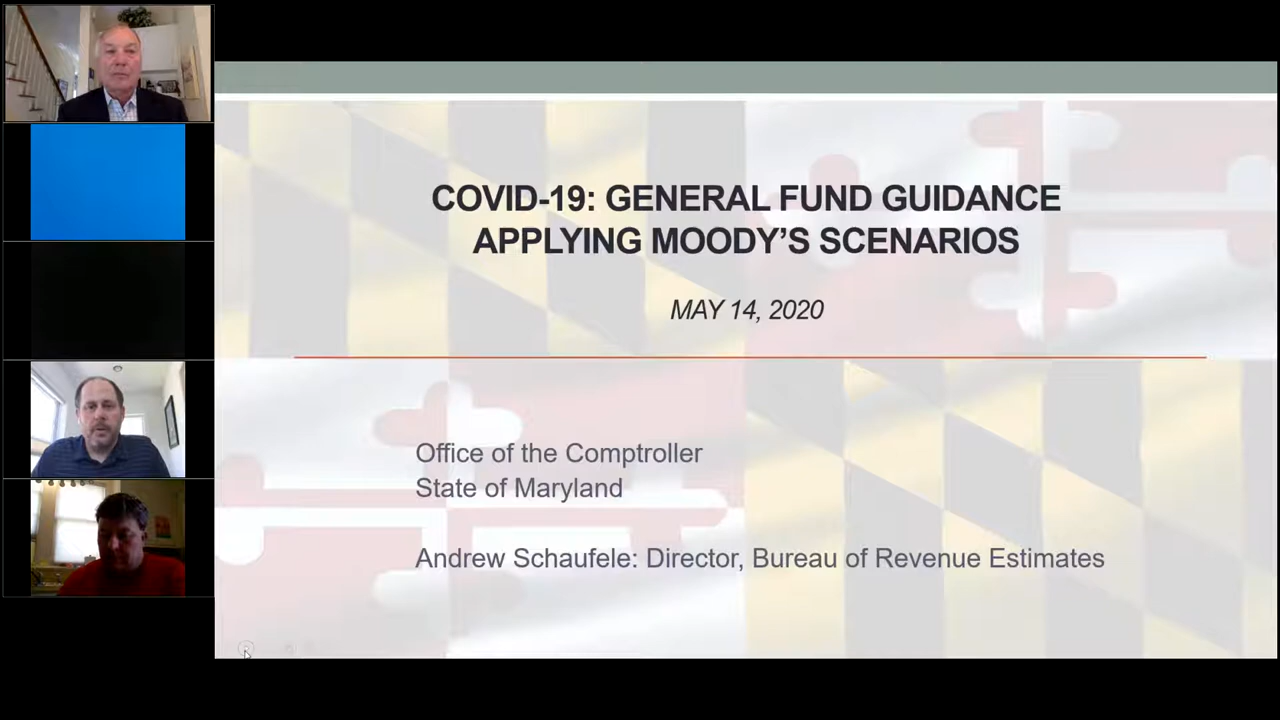 COVID-19: GENERAL FUND GUIDANCE
APPLYING MOODY'S SCENARIOS
MAY 14, 2020
Office of the Comptroller
State of Maryland
Andrew Schaufele: Director, Bureau of Revenue Estimates